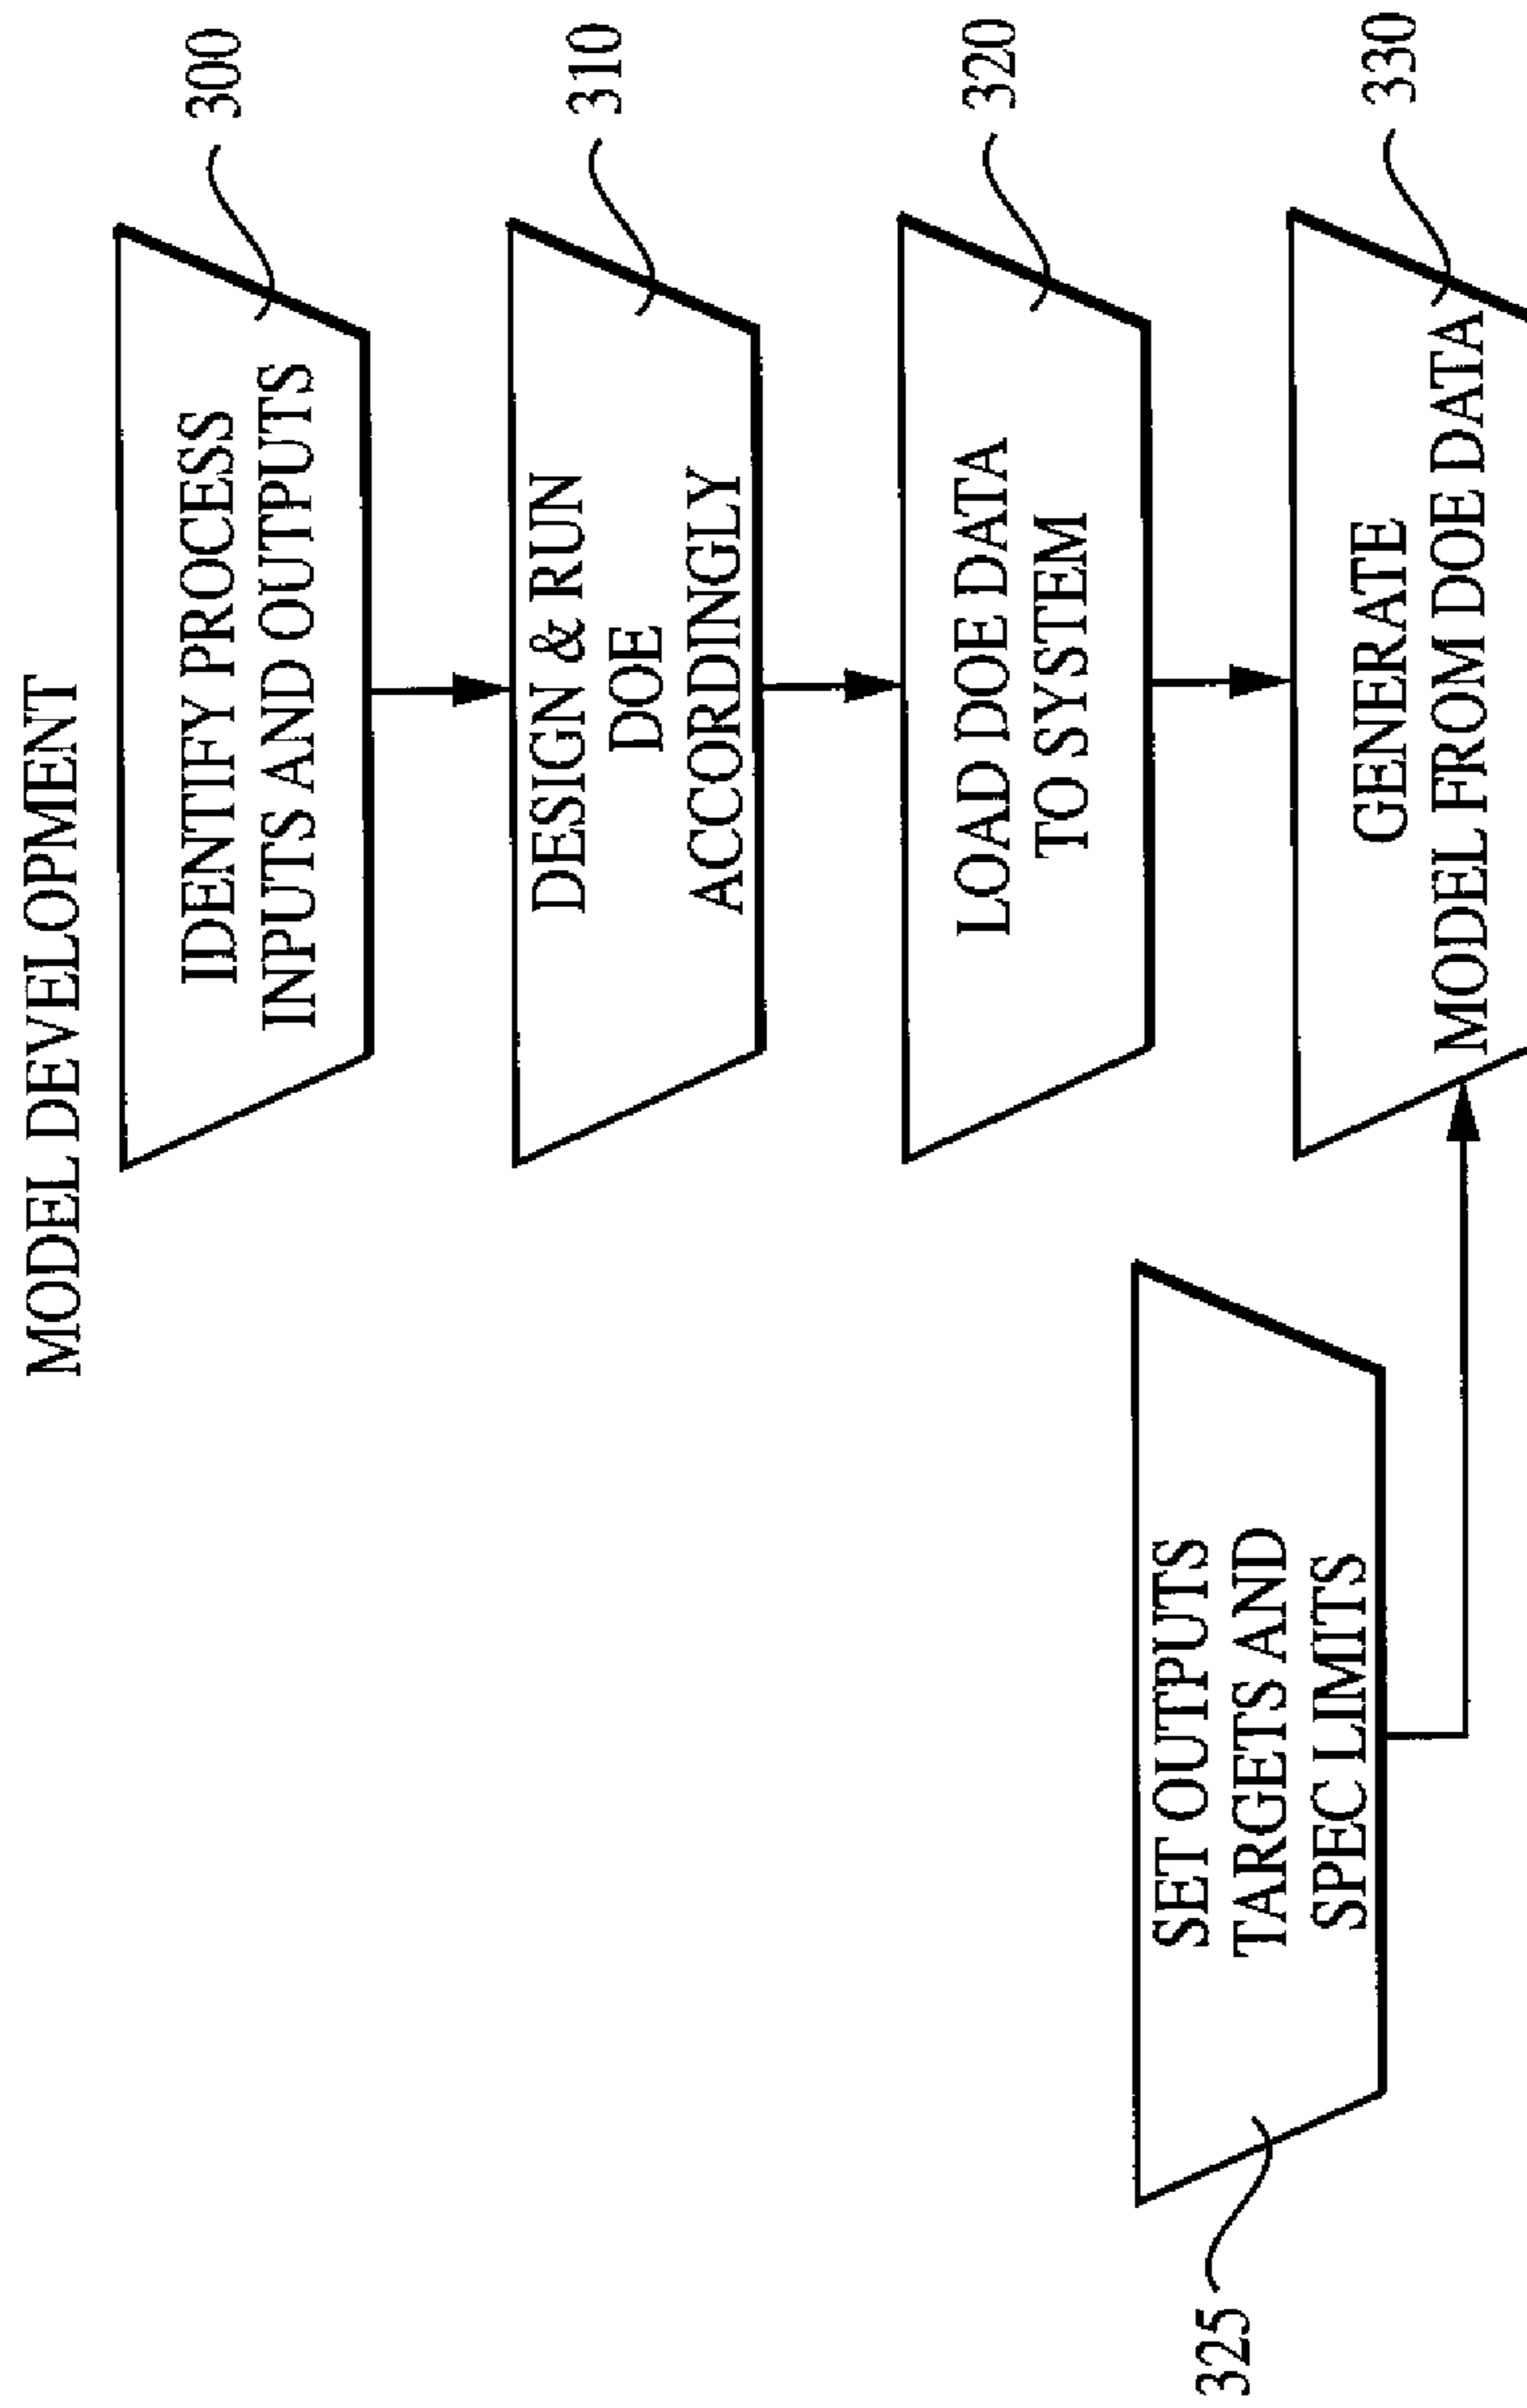 MODEL DEVELOPMENT
IDENTIFY PROCESS
INPUTS AND OUTPUTS
300
DESIGN & RUN
DOE
ACCORDINGLY
310
LOAD DOE DATA
TO SYSTEM
320
SET OUTPUTS
TARGETS AND
SPEC LIMITS
325
GENERATE
MODEL FROM DOE DATA
330